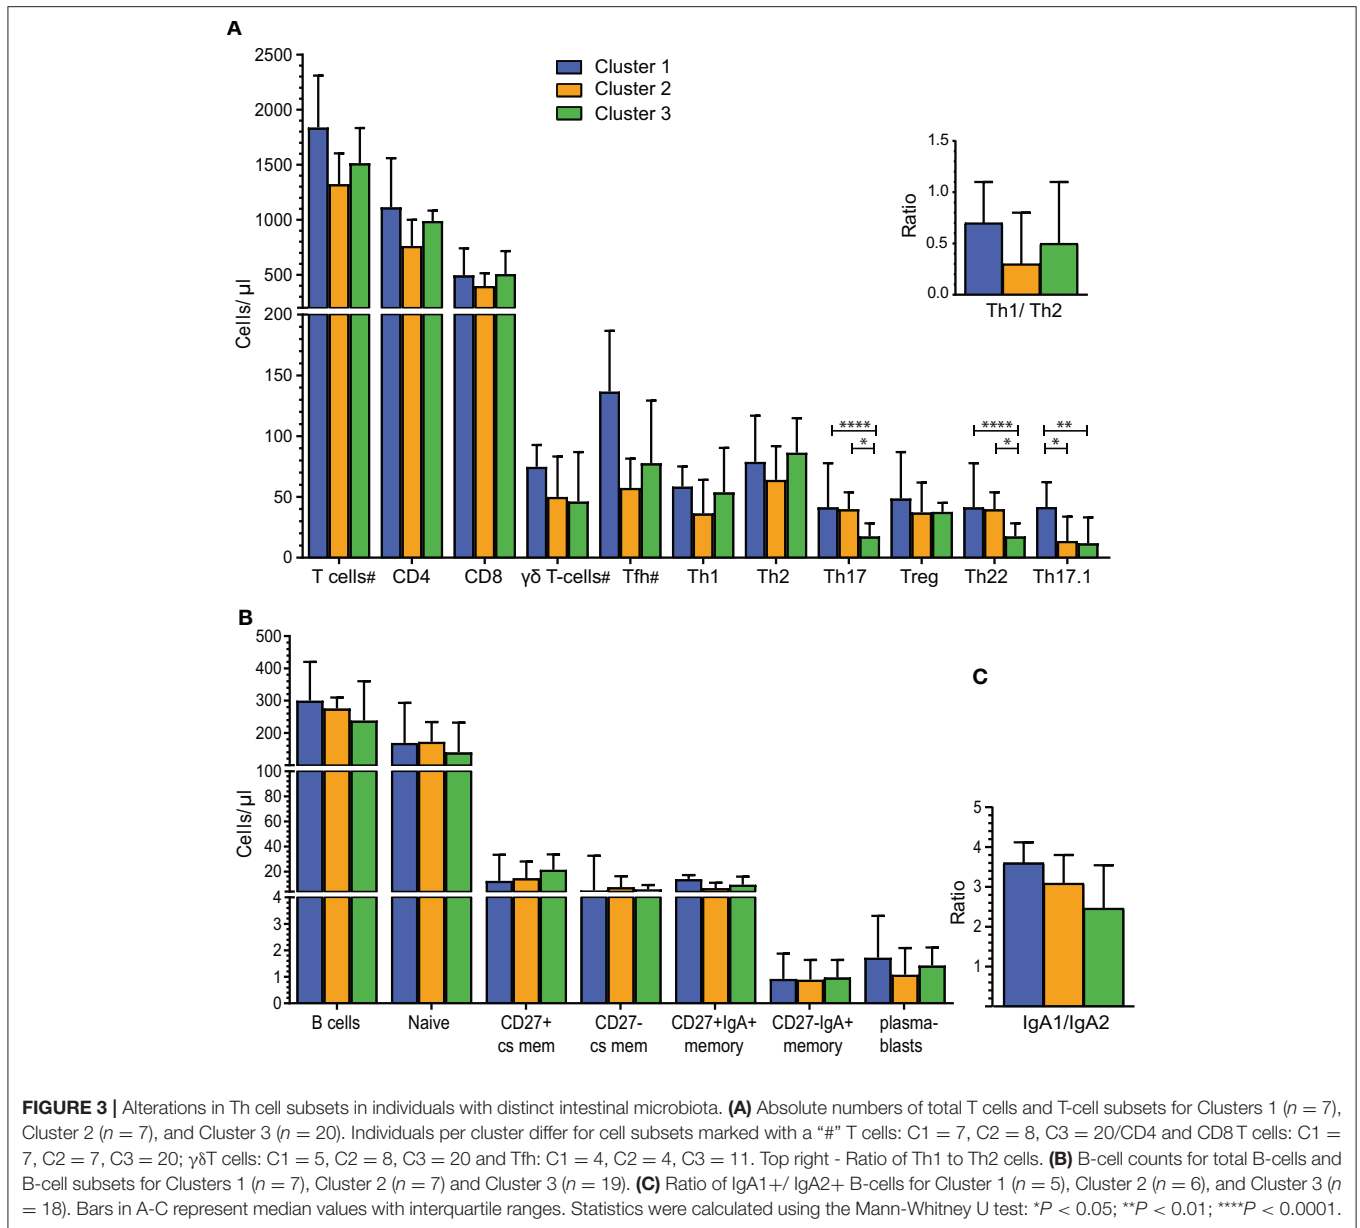 A
2500
2000
1500
1000
500
200
150
100
50
0
Cells/ µl
Cluster 1
Cluster 2
Cluster 3
1.5
1.0
0.5
0.0
Ratio
Th1/ Th2
**** * **** * ** *
T cells# CD4 CD8 γδ T-cells# Tfh# Th1 Th2 Th17 Treg Th22 Th17.1
B
500
400
300
200
100
80
60
40
20
4
3
2
1
0
Cells/ µl
B cells Naive CD27+ CD27- CD27+IgA+ CD27-IgA+ plasma-
cs mem cs mem memory memory blasts
C
5
4
3
2
1
Ratio
IgA1/IgA2
FIGURE 3 | Alterations in Th cell subsets in individuals with distinct intestinal microbiota. (A) Absolute numbers of total T cells and T-cell subsets for Clusters 1 (n = 7),
Cluster 2 (n = 7), and Cluster 3 (n = 20). Individuals per cluster differ for cell subsets marked with a “#” T cells: C1 = 7, C2 = 8, C3 = 20/CD4 and CD8 T cells: C1 =
7, C2 = 7, C3 = 20; γδT cells: C1 = 5, C2 = 8, C3 = 20 and Tfh: C1 = 4, C2 = 4, C3 = 11. Top right - Ratio of Th1 to Th2 cells. (B) B-cell counts for total B-cells and
B-cell subsets for Clusters 1 (n = 7), Cluster 2 (n = 7) and Cluster 3 (n = 19). (C) Ratio of IgA1+/ IgA2+ B-cells for Cluster 1 (n = 5), Cluster 2 (n = 6), and Cluster 3 (n
= 18). Bars in A-C represent median values with interquartile ranges. Statistics were calculated using the Mann-Whitney U test: *P < 0.05; **P < 0.01; ****P < 0.0001.